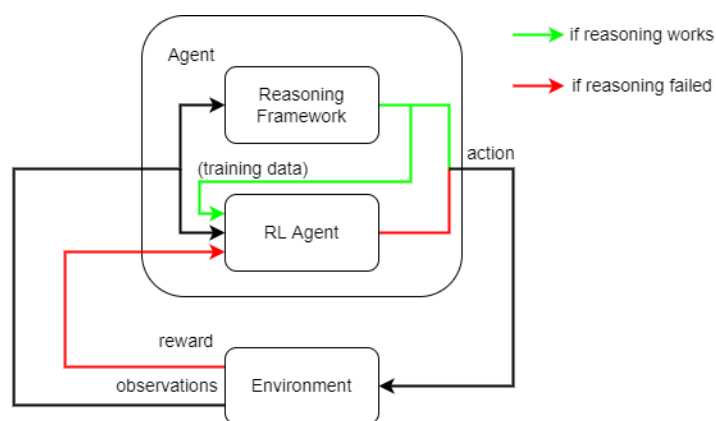 if reasoning works
Agent
if reasoning failed
Reasoning
Framework
action
(training data)
RL Agent
reward
observations
Environment